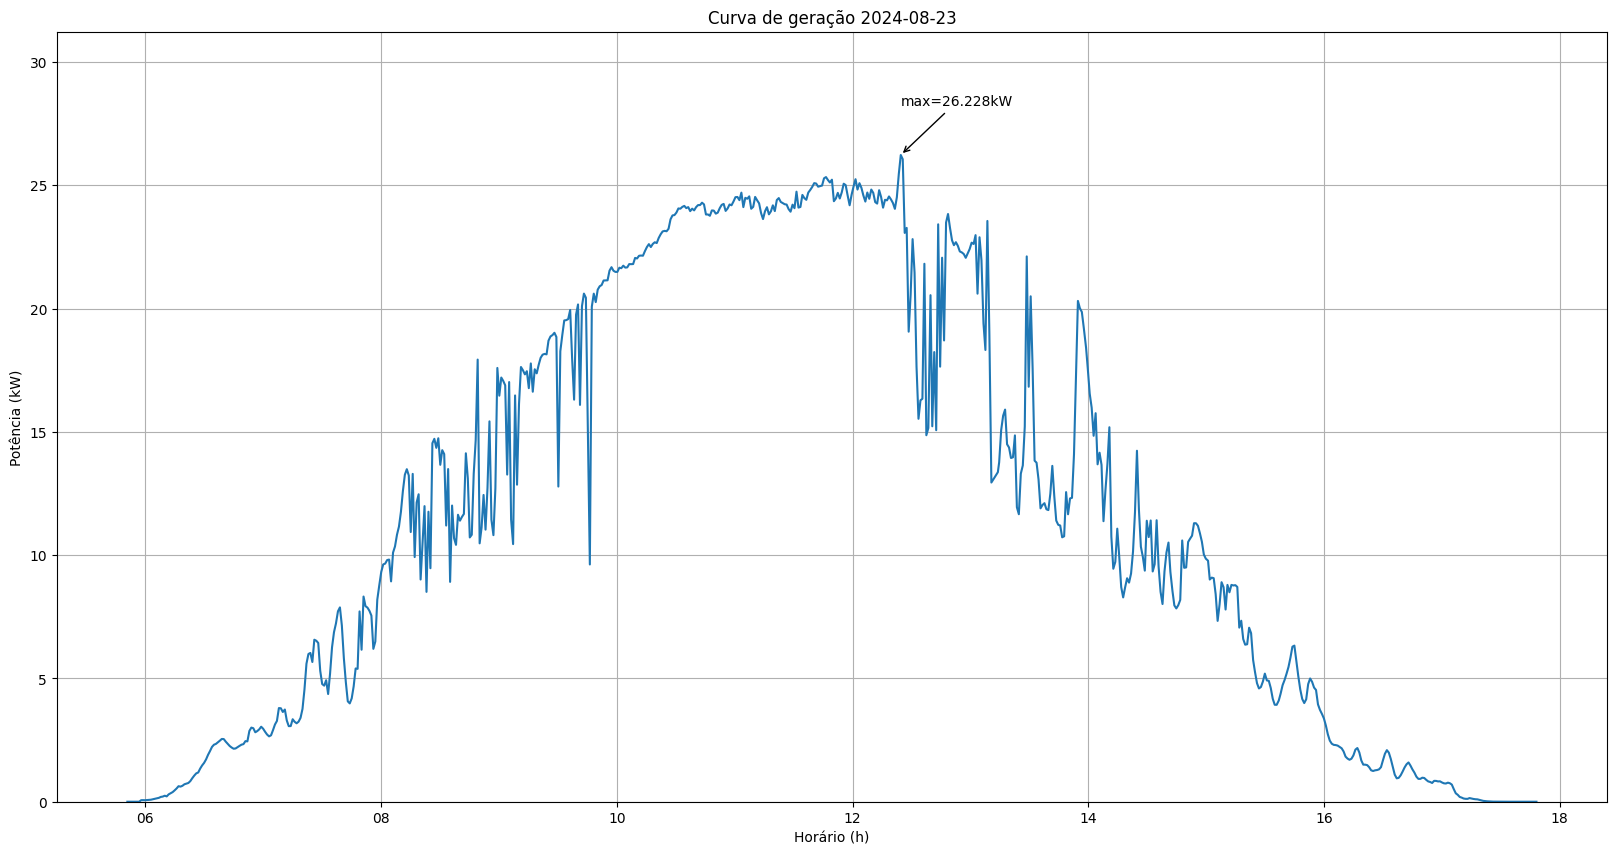 Curva de geração 2024-08-23
30
25
20
15
10
5
0
Potência (kW)
max=26.228kW
06 08 10 12 14 16 18
Horário (h)